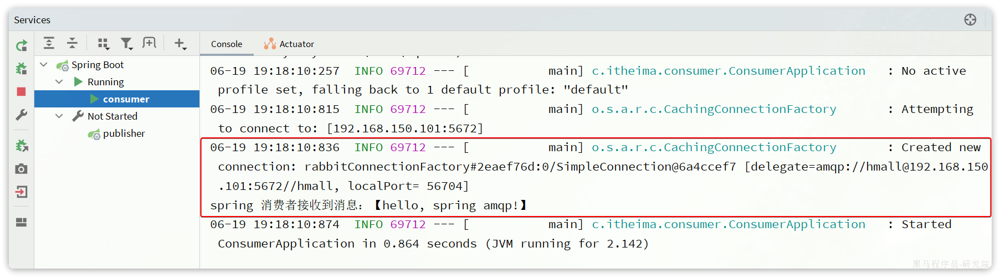 Services
Console
Actuator
Spring Boot
Running
consumer
Not Started
publisher
06-19 19:18:10:257  INFO 69712 --- [           main] c.itheima.consumer.ConsumerApplication   : No active
profile set, falling back to 1 default profile: "default"
06-19 19:18:10:815  INFO 69712 --- [           main] o.s.a.r.c.CachingConnectionFactory       : Attempting
to connect to: [192.168.150.101:5672]
06-19 19:18:10:836  INFO 69712 --- [           main] o.s.a.r.c.CachingConnectionFactory       : Created new
connection: rabbitConnectionFactory#2eaef76d:0/SimpleConnection@6a4ccef7 [delegate=amqp://hmall@192.168.150
.101:5672//hmall, localPort= 56704]
spring 消费者接收到消息：【hello, spring amqp!】
06-19 19:18:10:874  INFO 69712 --- [           main] c.itheima.consumer.ConsumerApplication   : Started
ConsumerApplication in 0.864 seconds (JVM running for 2.142)
黑马程序员-研究院